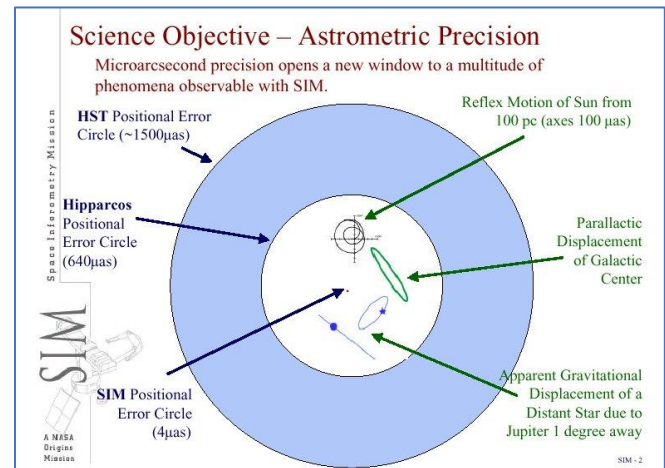 Science Objective – Astrometric Precision
Microarcsecond precision opens a new window to a multitude of
phenomena observable with SIM.
HST Positional Error
Circle (~1500μas)
Reflex Motion of Sun from
100 pc (axes 100 μas)
Hipparcos
Positional
Error Circle
(640μas)
Parallactic
Displacement
of Galactic
Center
SIM Positional
Error Circle
(4μas)
Apparent Gravitational
Displacement of a
Distant Star due to
Jupiter 1 degree away
Space Interferometry Mission
SIM
A NASA
Origins
Mission
SIM - 2